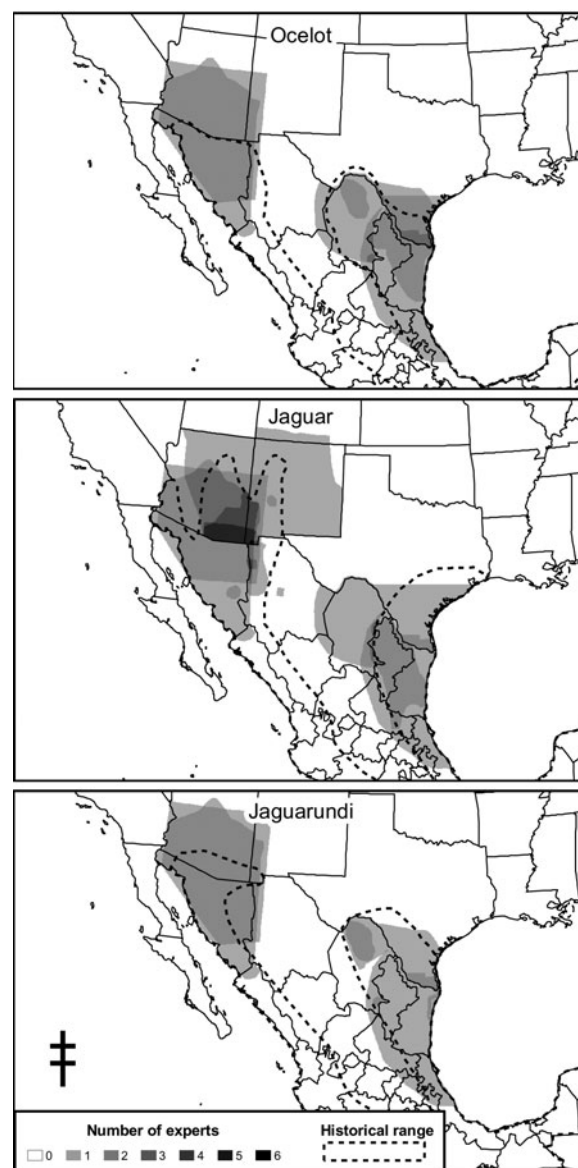 Ocelot
Jaguar
Jaguarundi
Number of experts
Historical range
0 1 2 3 4 5 6